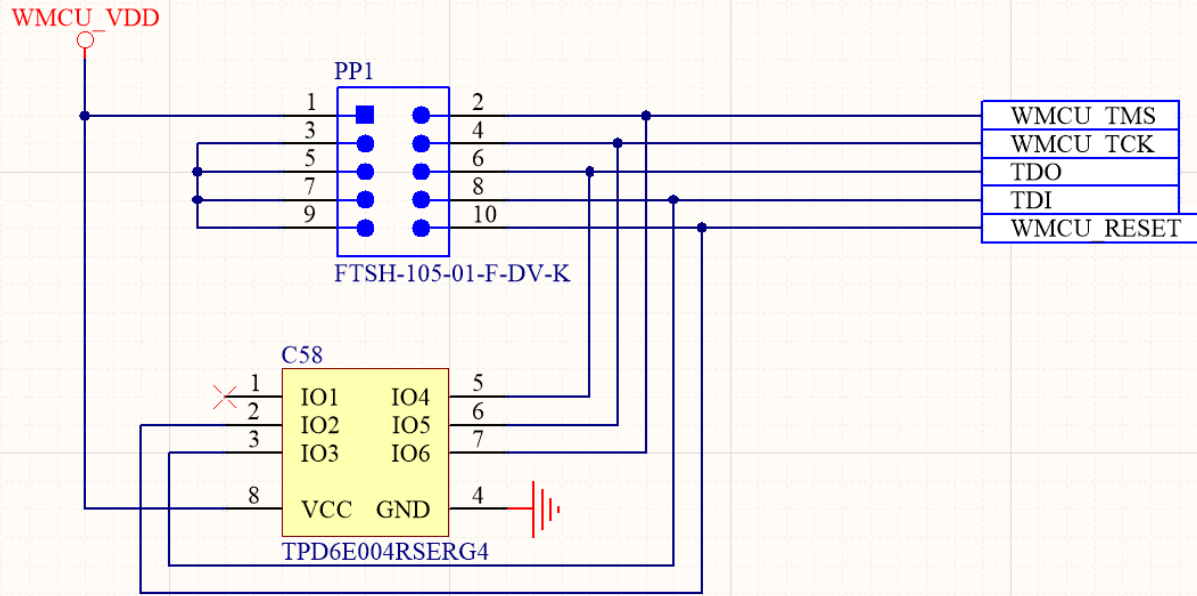 WMCU_VDD
PP1
1 2 WMCU_TMS
3 4 WMCU_TCK
5 6 TDO
7 8 TDI
9 10 WMCU_RESET
FTSH-105-01-F-DV-K
C58
1 IO1 IO4 5
2 IO2 IO5 6
3 IO3 IO6 7
8 VCC GND 4
TPD6E004RSERG4